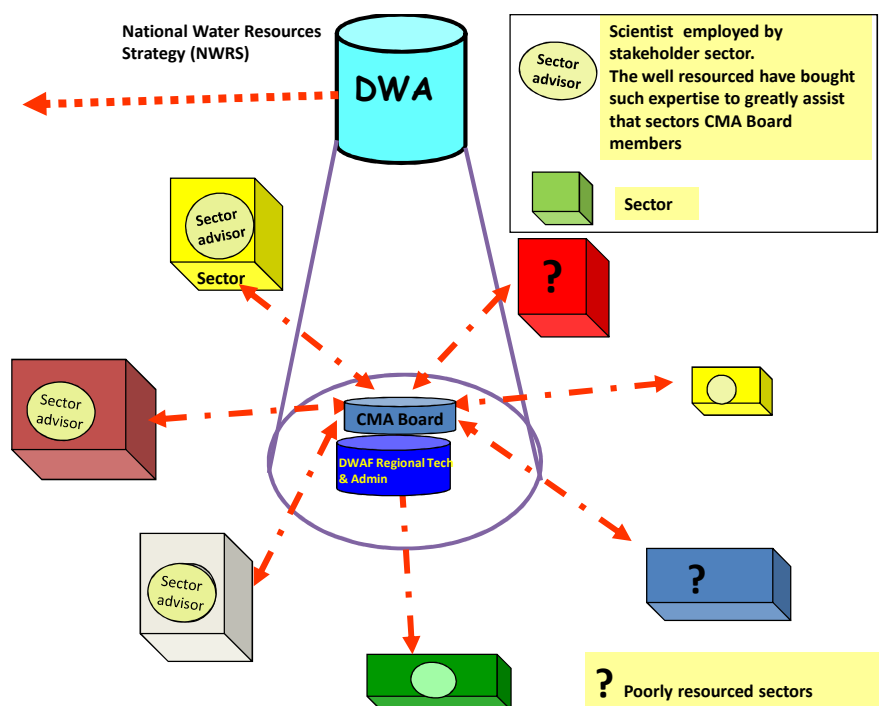 National Water Resources
Strategy (NWRS)
DWA
Sector
advisor
Scientist employed by
stakeholder sector.
The well resourced have bought
such expertise to greatly assist
that sectors CMA Board
members
Sector
Sector
advisor
Sector
?
Sector
advisor
CMA Board
DWAF Regional Tech
& Admin
Sector
advisor
?
? Poorly resourced sectors